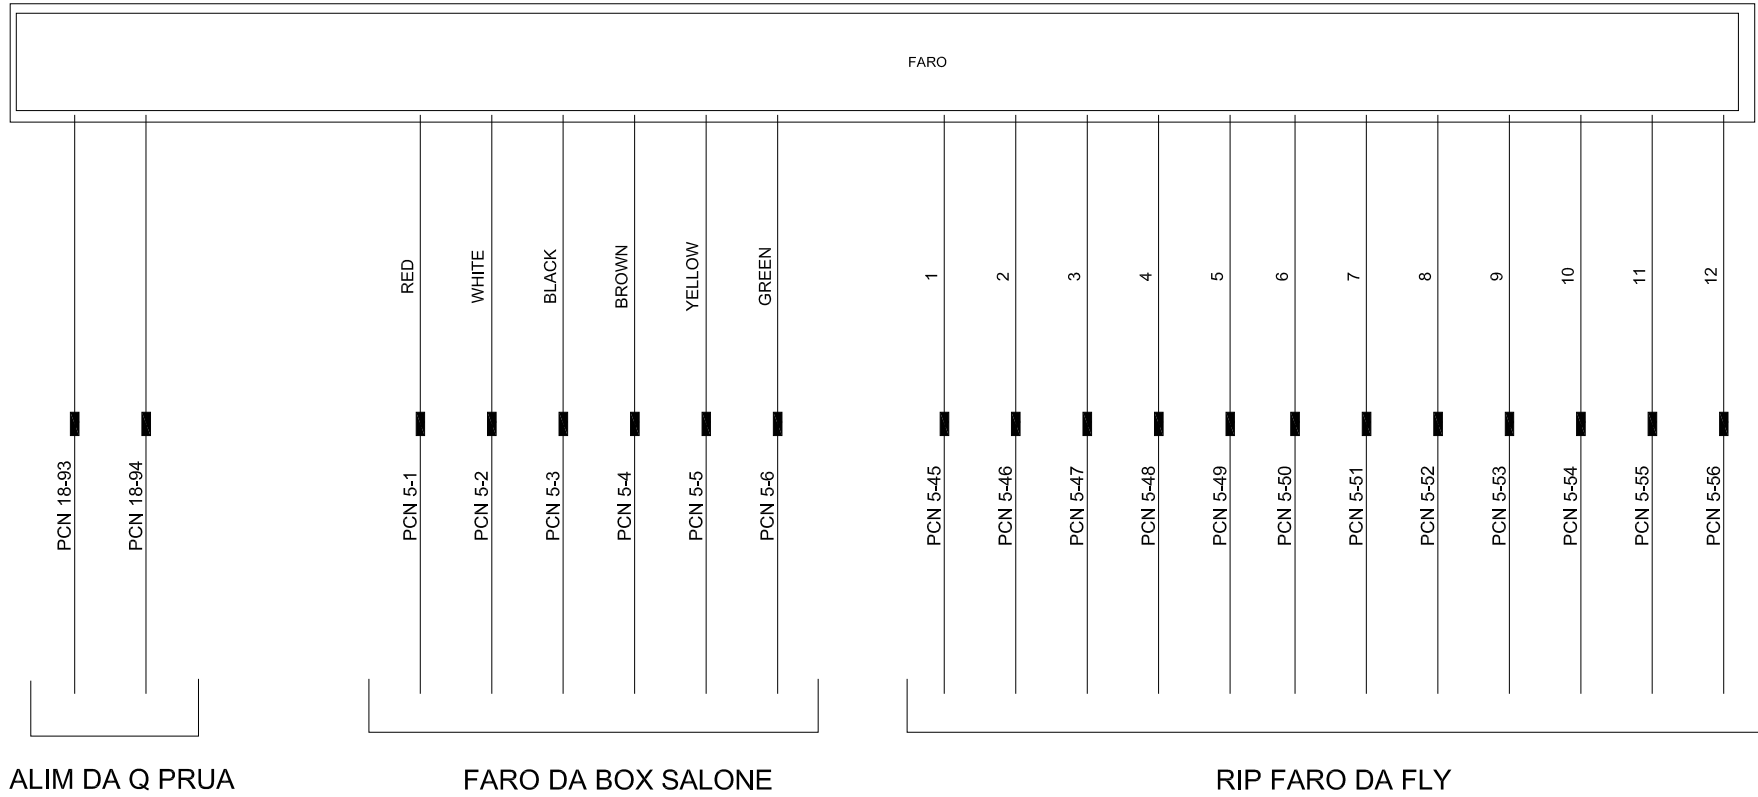 FARO
RED
WHITE
BLACK
BROWN
YELLOW
GREEN
1
2
3
4
5
6
7
8
9
10
11
12
PCN 18-93
PCN 18-94
PCN 5-1
PCN 5-2
PCN 5-3
PCN 5-4
PCN 5-5
PCN 5-6
PCN 5-45
PCN 5-46
PCN 5-47
PCN 5-48
PCN 5-49
PCN 5-50
PCN 5-51
PCN 5-52
PCN 5-53
PCN 5-54
PCN 5-55
PCN 5-56
ALIM DA Q PRUA
FARO DA BOX SALONE
RIP FARO DA FLY